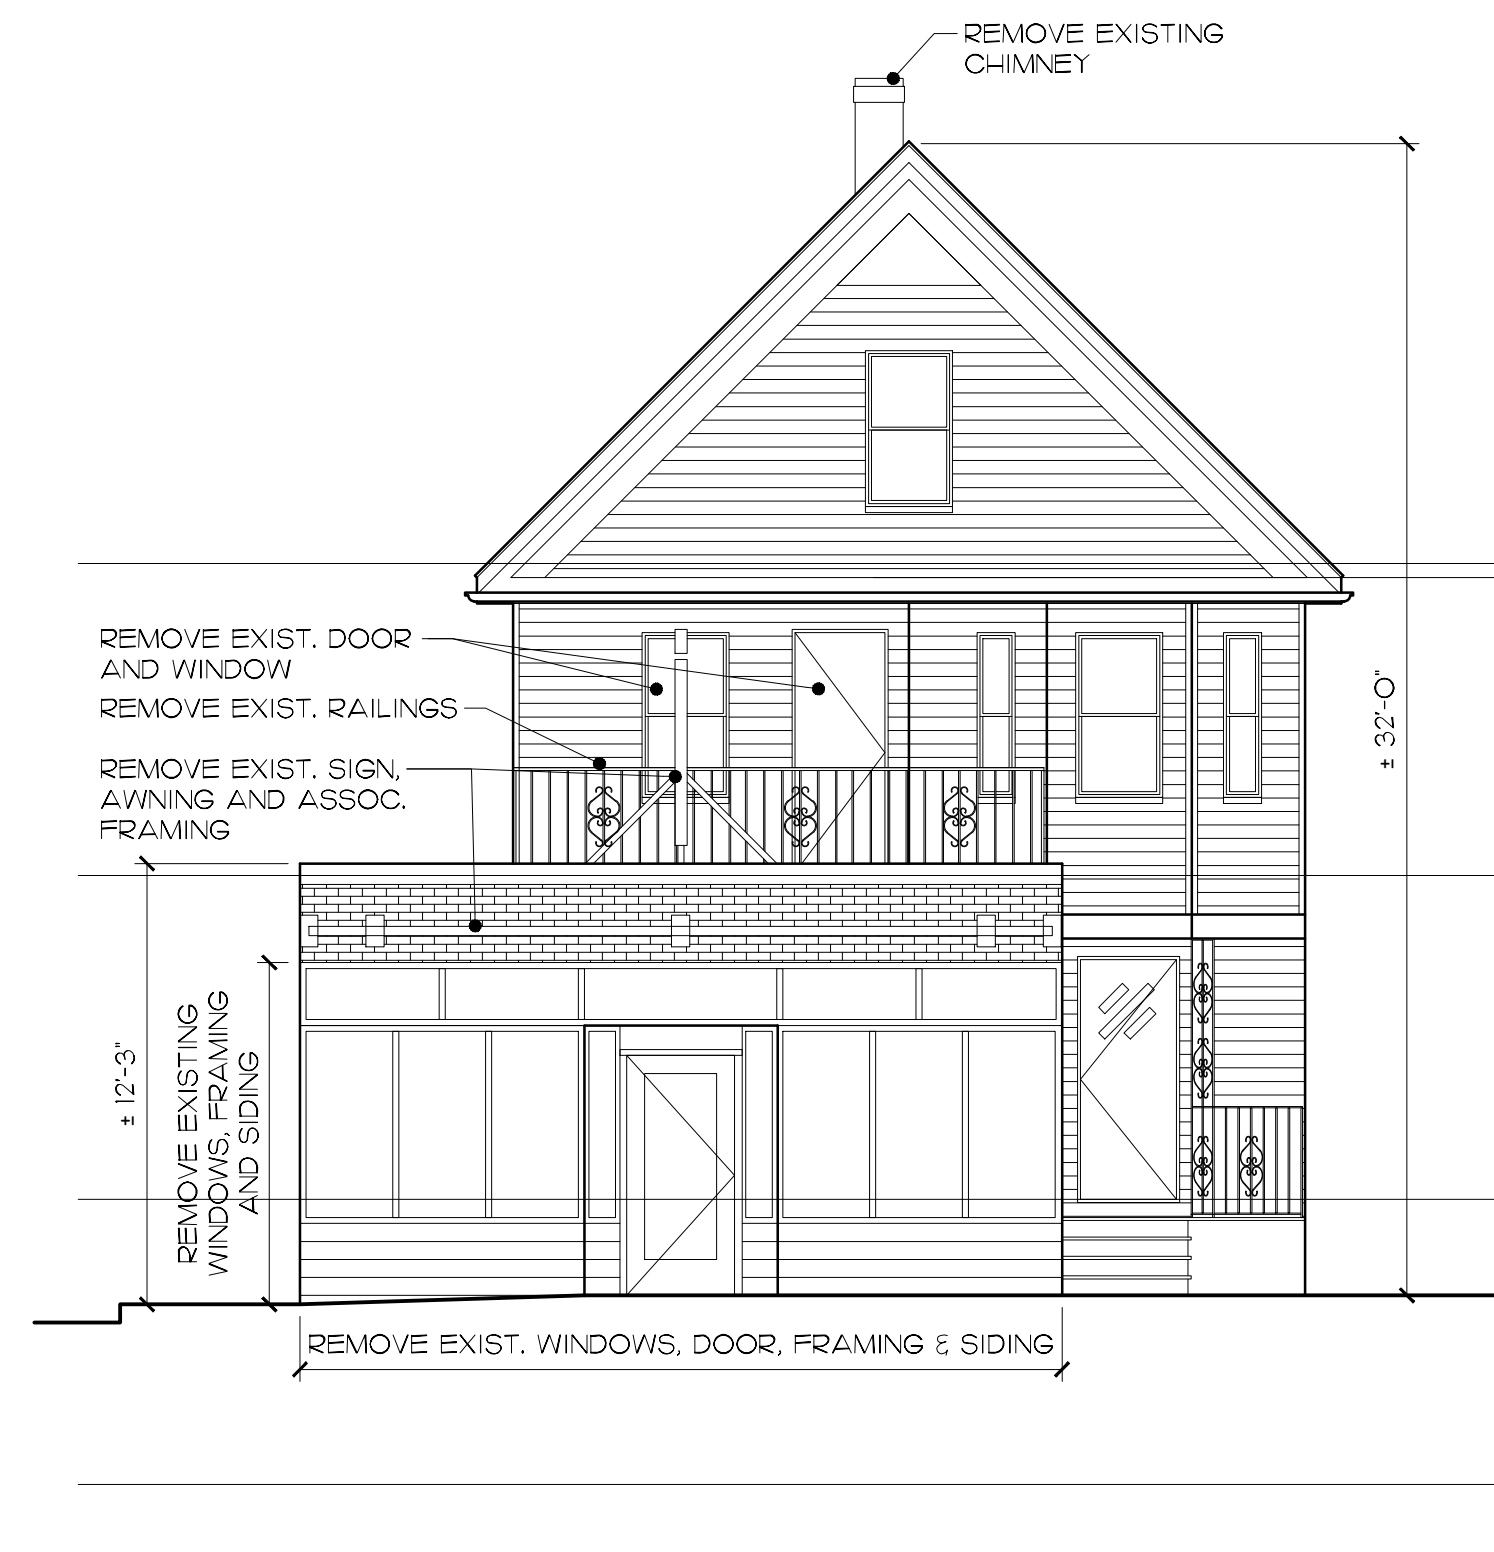 REMOVE EXISTING
CHIMNEY
REMOVE EXIST. DOOR
AND WINDOW
REMOVE EXIST. RAILINGS
REMOVE EXIST. SIGN,
AWNING AND ASSOC.
FRAMING
± 32'-0"
± 12'-3"
REMOVE EXISTING
WINDOWS, FRAMING
AND SIDING
REMOVE EXIST. WINDOWS, DOOR, FRAMING & SIDING